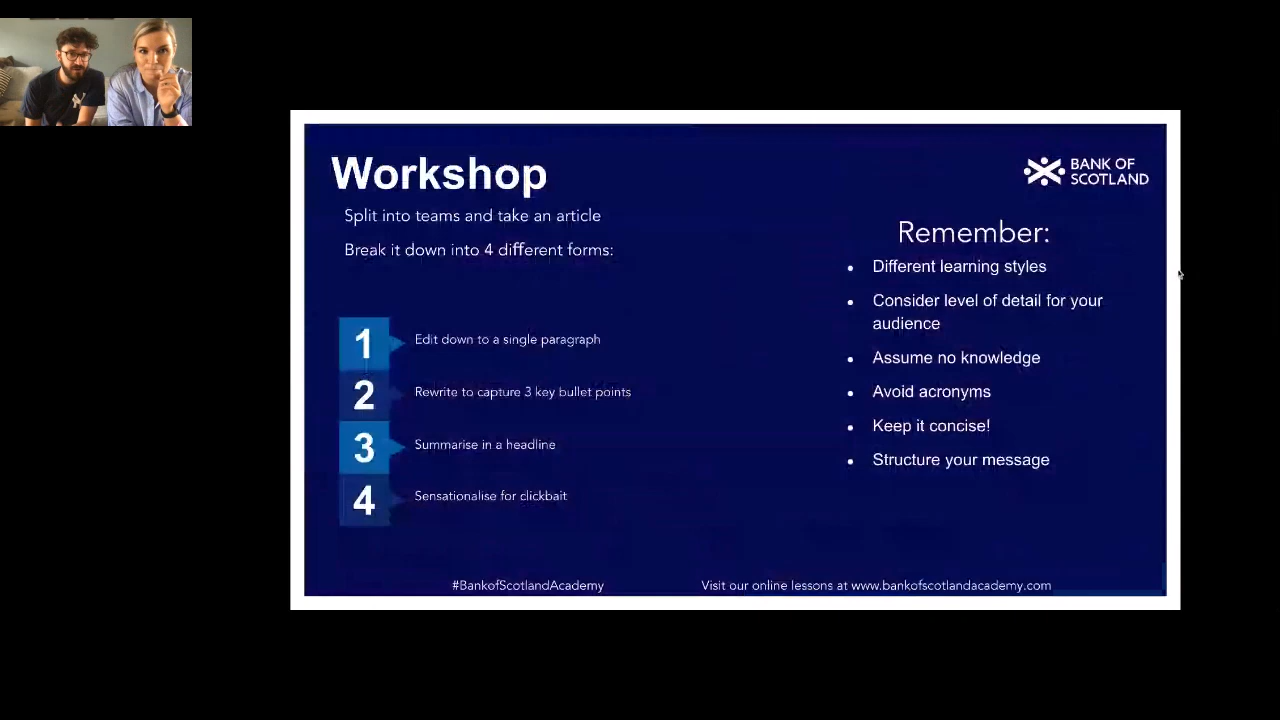 Workshop
BANK OF
SCOTLAND
Split into teams and take an article
Break it down into 4 different forms:
1 Edit down to a single paragraph
2 Rewrite to capture 3 key bullet points
3 Summarise in a headline
4 Sensationalise for clickbait
Remember:
• Different learning styles
• Consider level of detail for your
audience
• Assume no knowledge
• Avoid acronyms
• Keep it concise!
• Structure your message
#BankofScotlandAcademy
Visit our online lessons at www.bankofscotlandacademy.com